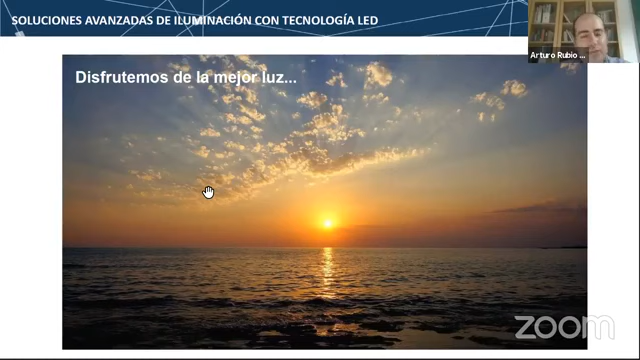 SOLUCIONES AVANZADAS DE ILUMINACIÓN CON TECNOLOGÍA LED
Arturo Rubio ...
Disfrutemos de la mejor luz...
zoom